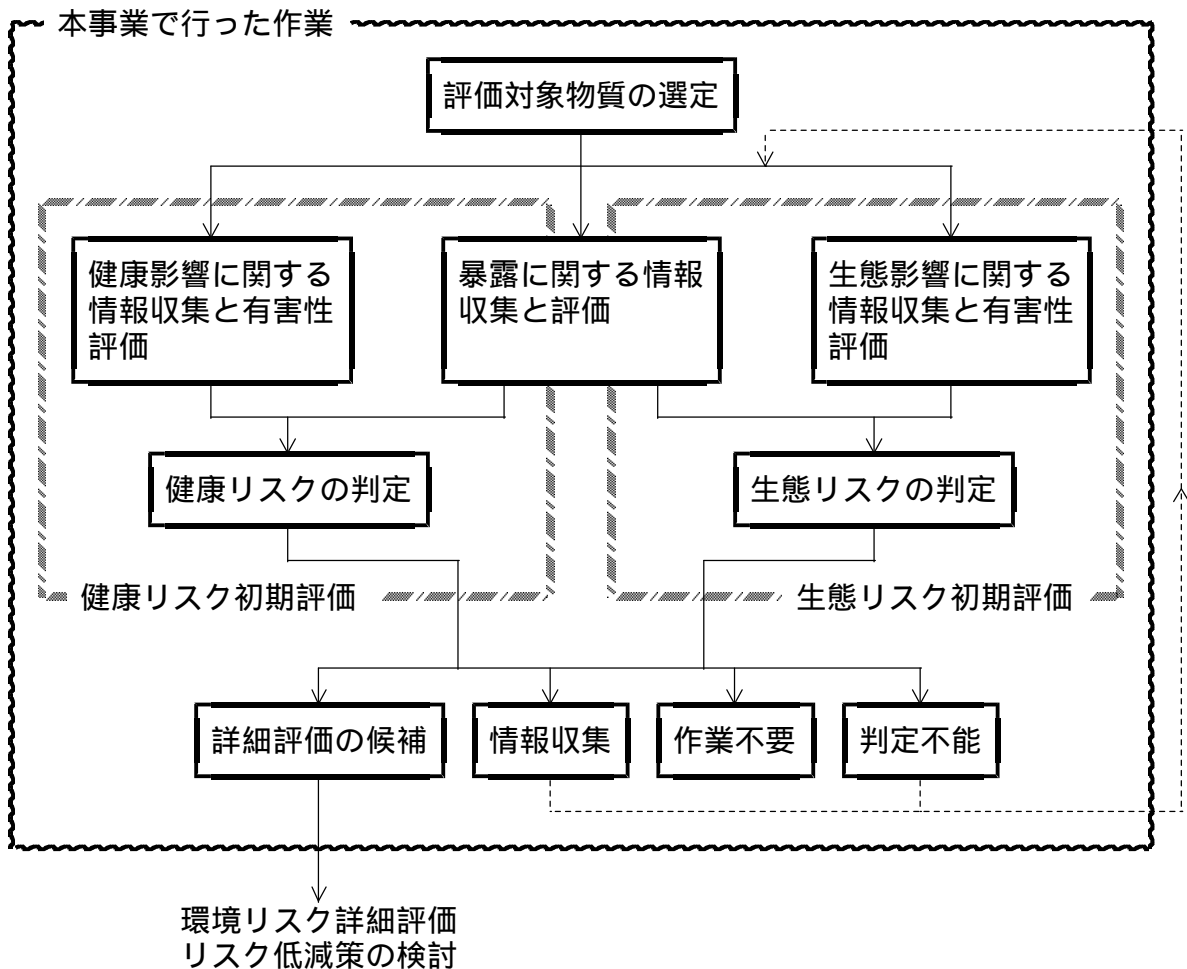 本事業で行った作業
評価対象物質の選定
健康影響に関する
情報収集と有害性
評価
暴露に関する情報
収集と評価
生態影響に関する
情報収集と有害性
評価
健康リスクの判定
生態リスクの判定
健康リスク初期評価
生態リスク初期評価
詳細評価の候補
情報収集
作業不要
判定不能
環境リスク詳細評価
リスク低減策の検討